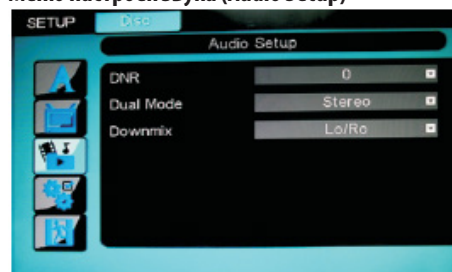 SETUP Disc
Audio Setup
DNR 0
Dual Mode Stereo
Downmix Lo/Ro